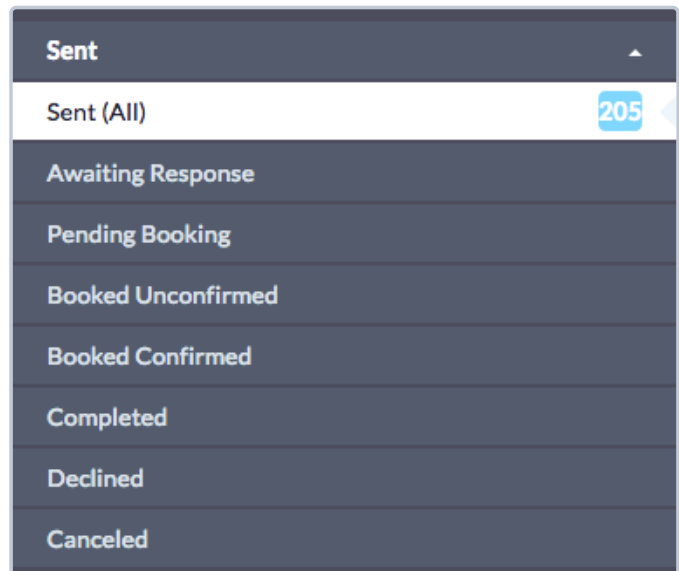 Sent
Sent (All) 205
Awaiting Response
Pending Booking
Booked Unconfirmed
Booked Confirmed
Completed
Declined
Canceled